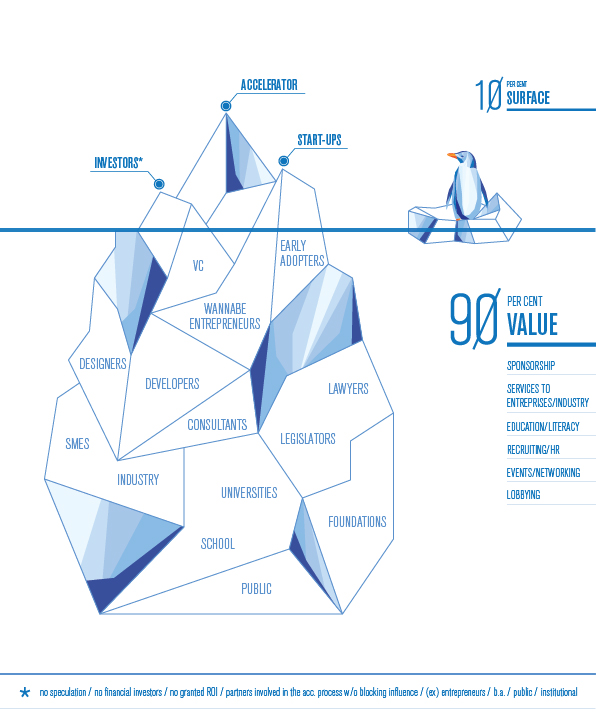 ACCELERATOR
10 PER CENT
SURFACE
START-UPS
INVESTORS*
EARLY
ADOPTERS
VC
WANNABE
ENTREPRENEURS
90 PER CENT
VALUE
DESIGNERS
DEVELOPERS
LAWYERS
CONSULTANTS
LEGISLATORS
SMES
INDUSTRY
UNIVERSITIES
FOUNDATIONS
SCHOOL
PUBLIC
SPONSORSHIP
SERVICES TO
ENTREPRISES/INDUSTRY
EDUCATION/LITERACY
RECRUITING/HR
EVENTS/NETWORKING
LOBBYING
* no speculation / no financial investors / no granted ROI / partners involved in the acc. process w/o blocking influence / (ex) entrepreneurs / b.a. / public / institutional